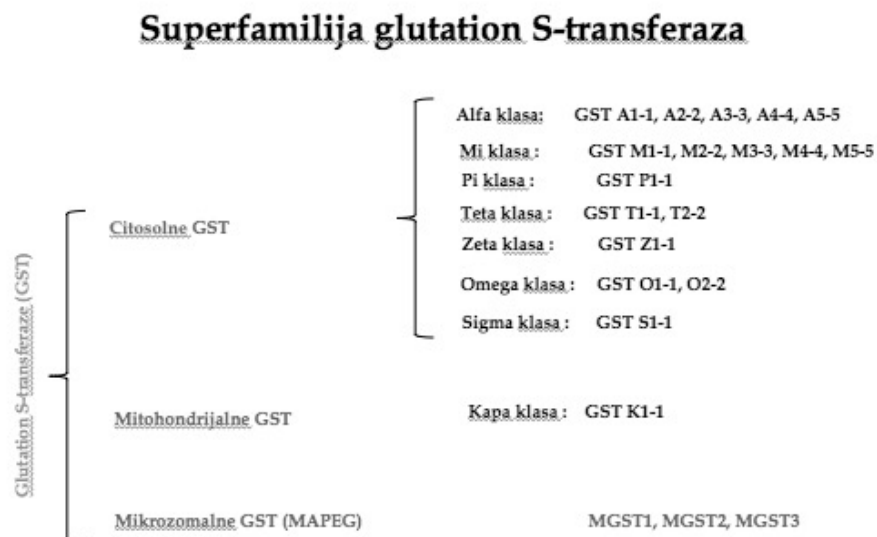 Superfamilija glutation S-transferaza
Glutation S-transferaze (GST)
Citosolne GST
Alfa klasa: GST A1-1, A2-2, A3-3, A4-4, A5-5
Mi klasa : GST M1-1, M2-2, M3-3, M4-4, M5-5
Pi klasa : GST P1-1
Teta klasa : GST T1-1, T2-2
Zeta klasa : GST Z1-1
Omega klasa : GST O1-1, O2-2
Sigma klasa : GST S1-1
Mitohondrijalne GST Kapa klasa : GST K1-1
Mikrozomalne GST (MAPEG) MGST1, MGST2, MGST3